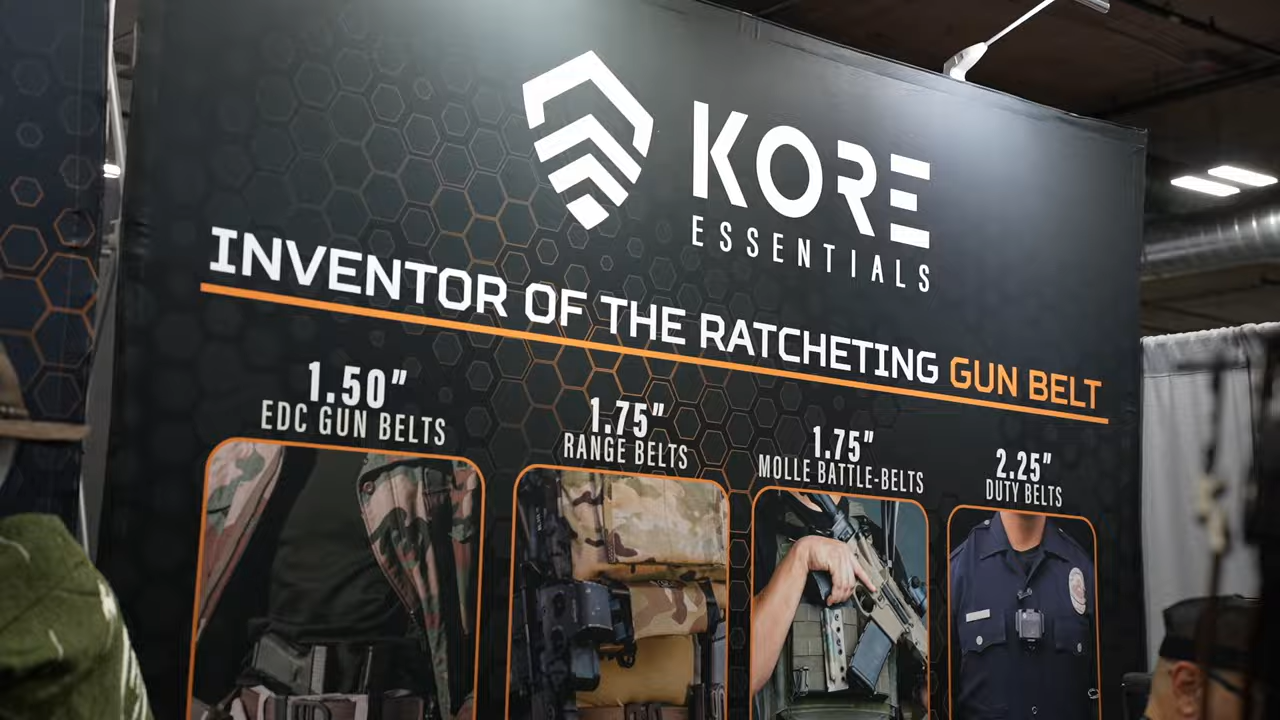 KORE
ESSENTIALS
INVENTOR OF THE RATCHETING GUN BELT
1.50"
EDC GUN BELTS
1.75"
RANGE BELTS
1.75"
MOLLE BATTLE-BELTS
2.25"
DUTY BELTS